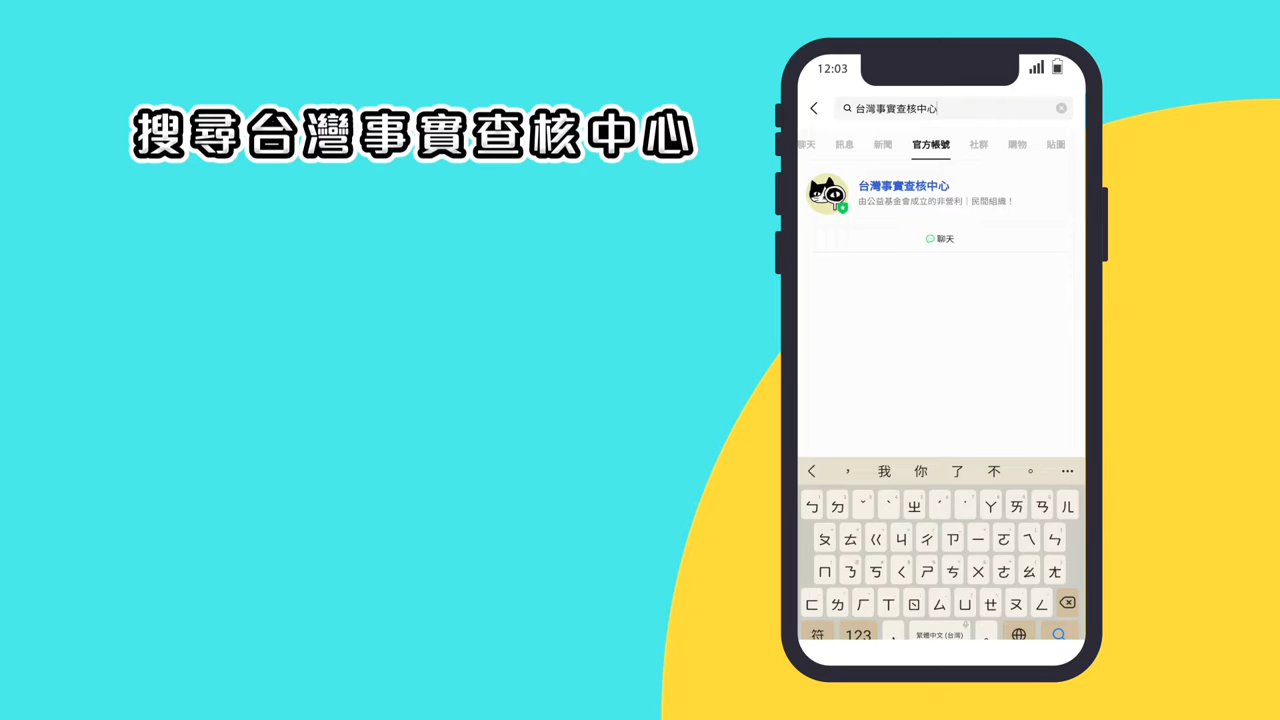 搜尋台灣事實查核中心
12:03
台灣事實查核中心
聊天 訊息 新聞 官方帳號 社群 購物 貼圖
台灣事實查核中心
由公益基金會成立的非營利｜民間組織！
聊天
， 我 你 了 不 。 …
ㄅ ㄉ ˇ ˋ ㄓ ˊ ˙ ㄚ ㄞ ㄢ ㄦ
ㄆ ㄊ ㄍ ㄐ ㄔ ㄗ ㄧ ㄛ ㄟ ㄣ
ㄇ ㄋ ㄎ ㄑ ㄕ ㄘ ㄨ ㄜ ㄠ ㄤ
ㄈ ㄌ ㄏ ㄒ ㄖ ㄙ ㄩ ㄝ ㄡ ㄥ
符 123 ， 繁體中文 (台灣) 。